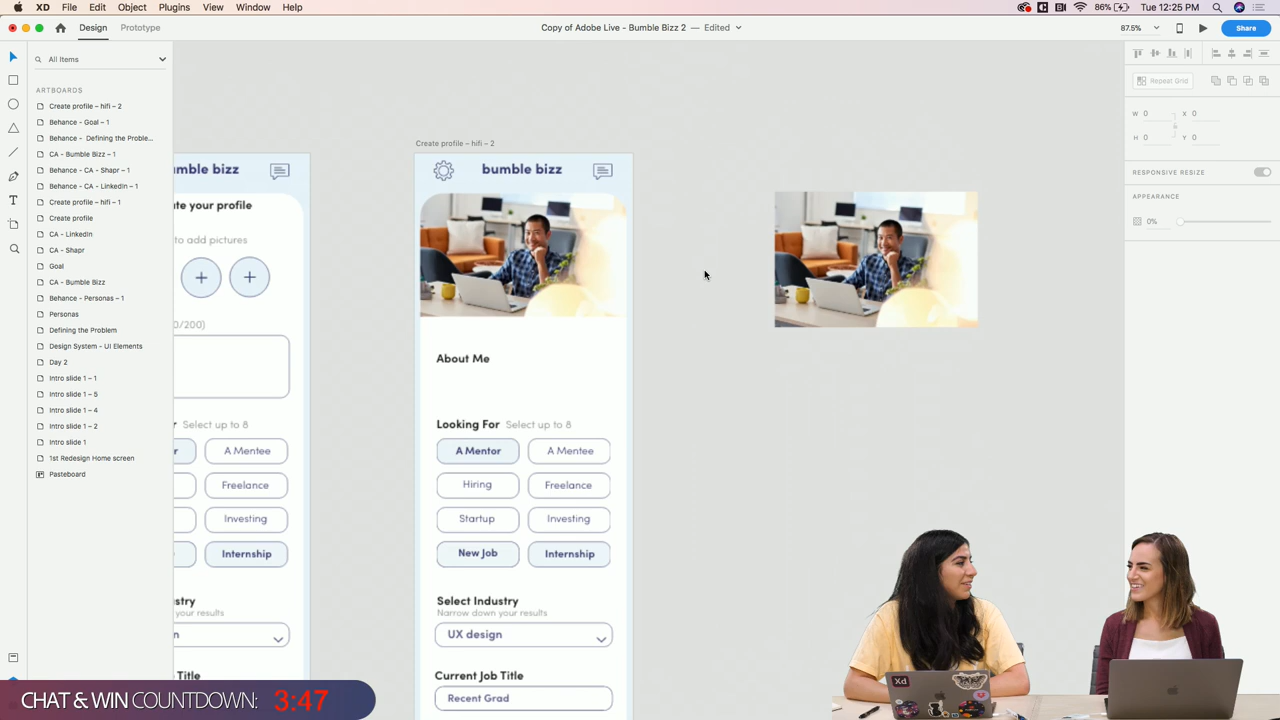 XD File Edit Object Plugins View Window Help
86% Tue 12:25 PM
Design Prototype
Copy of Adobe Live - Bumble Bizz 2 — Edited
87.5%
Share
All Items
ARTBOARDS
Create profile – hifi – 2
Behance - Goal – 1
Behance - Defining the Proble...
CA - Bumble Bizz – 1
Behance - CA - Shapr – 1
Behance - CA - LinkedIn – 1
Create profile – hifi – 1
Create profile
CA - LinkedIn
CA - Shapr
Goal
CA - Bumble Bizz
Behance - Personas – 1
Personas
Defining the Problem
Design System - UI Elements
Day 2
Intro slide 1 – 1
Intro slide 1 – 5
Intro slide 1 – 4
Intro slide 1 – 2
Intro slide 1
1st Redesign Home screen
Pasteboard
umble bizz
te your profile
to add pictures
+ +
0/200)
r Select up to 8
r A Mentee
Freelance
Investing
e Internship
stry
your results
n
b Title
Create profile – hifi – 2
bumble bizz
About Me
Looking For Select up to 8
A Mentor A Mentee
Hiring Freelance
Startup Investing
New Job Internship
Select Industry
Narrow down your results
UX design
Current Job Title
Recent Grad
Repeat Grid
W 0 X 0
H 0 Y 0
RESPONSIVE RESIZE
APPEARANCE
0%
Xd
CHAT & WIN COUNTDOWN: 3:47